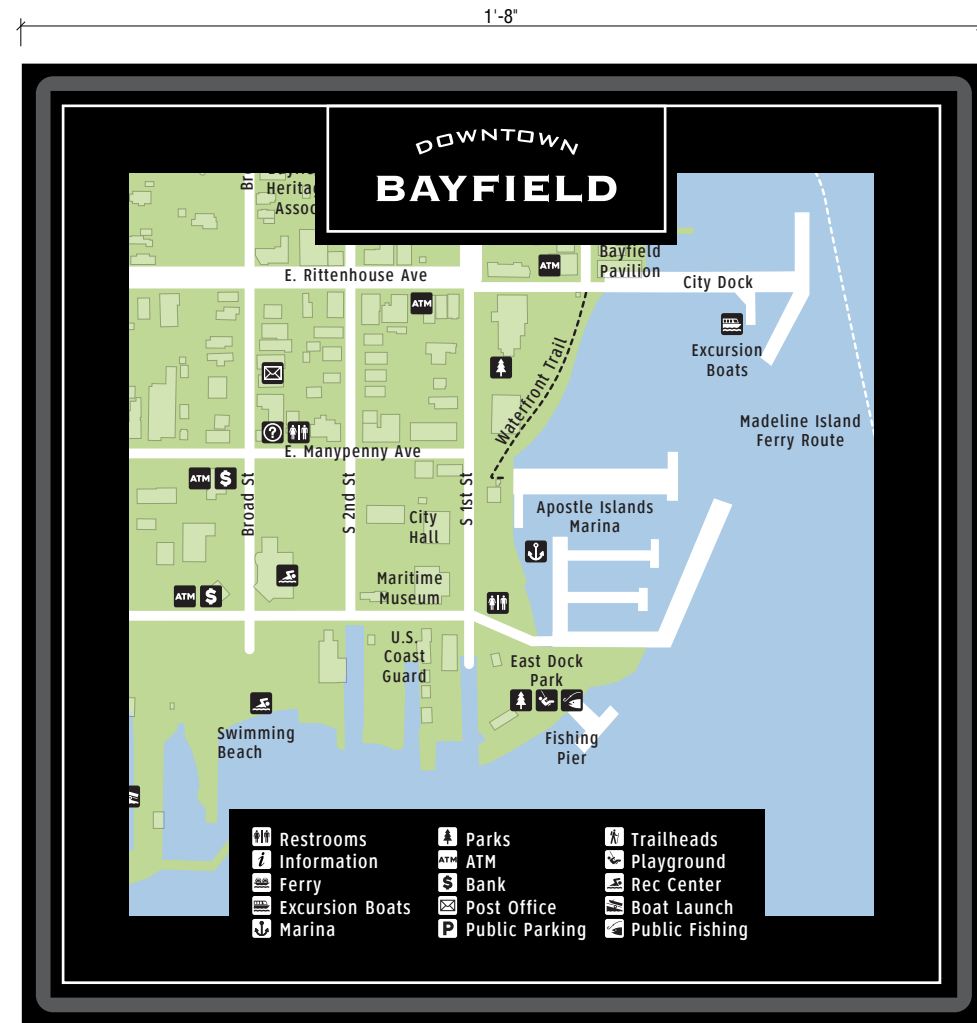 1'-8"
DOWNTOWN
BAYFIELD
Assoc
E. Rittenhouse Ave
ATM
Bayfield
Pavilion
City Dock
ATM
Excursion
Boats
Waterfront Trail
Madeline Island
Ferry Route
?
E. Manypenny Ave
ATM $
Broad St
S 2nd St
S 1st St
City
Hall
Apostle Islands
Marina
Maritime
Museum
ATM $
U.S.
Coast
Guard
East Dock
Park
Swimming
Beach
Fishing
Pier
Restrooms
i Information
Ferry
Excursion Boats
Marina
Parks
ATM ATM
$ Bank
Post Office
P Public Parking
Trailheads
Playground
Rec Center
Boat Launch
Public Fishing